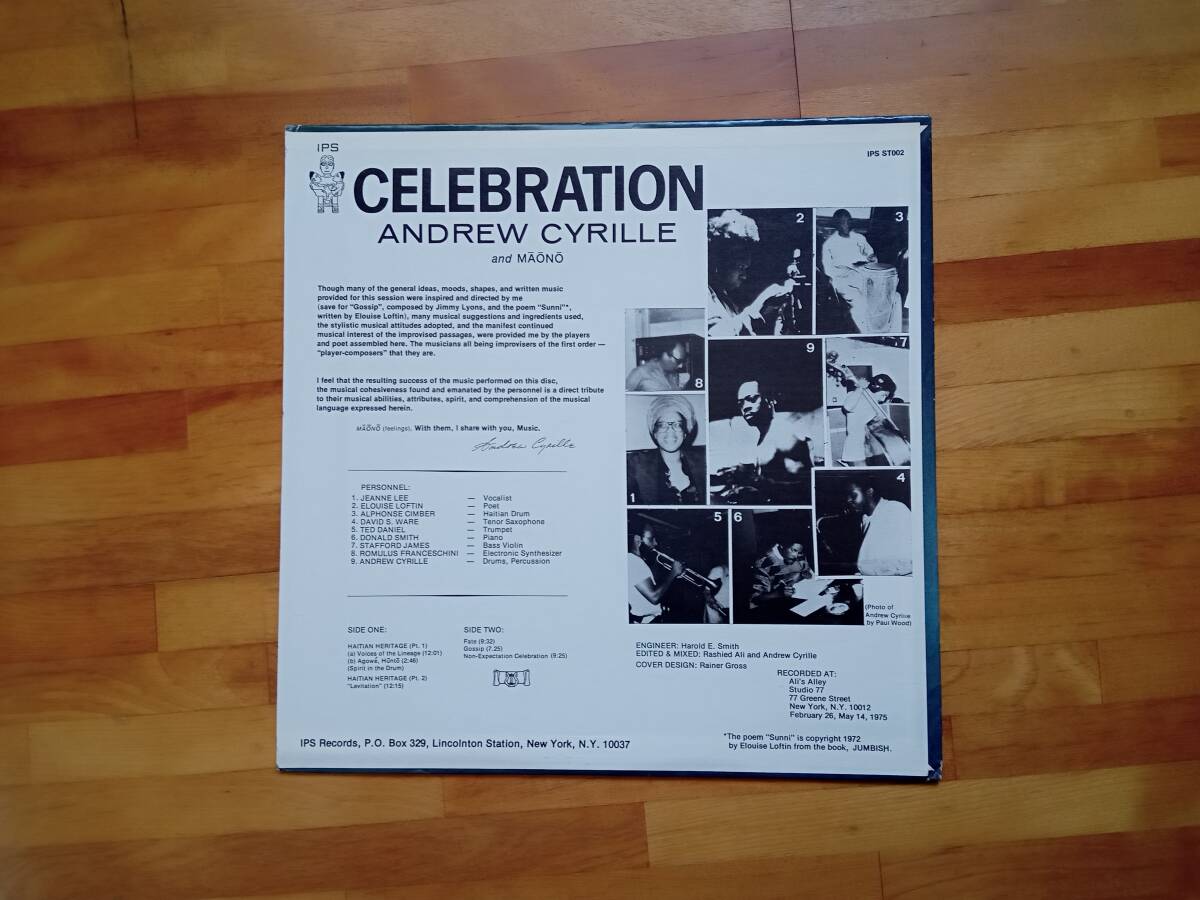 IPS
IPS ST002
CELEBRATION
ANDREW CYRILLE
and MĀŌNŌ
Though many of the general ideas, moods, shapes, and written music
provided for this session were inspired and directed by me
(save for "Gossip", composed by Jimmy Lyons, and the poem "Sunni"*,
written by Elouise Loftin), many musical suggestions and ingredients used,
the stylistic musical attitudes adopted, and the manifest continued
musical interest of the improvised passages, were provided me by the players
and poet assembled here. The musicians all being improvisers of the first order —
"player-composers" that they are.
I feel that the resulting success of the music performed on this disc,
the musical cohesiveness found and emanated by the personnel is a direct tribute
to their musical abilities, attributes, spirit, and comprehension of the musical
language expressed herein.
MĀŌNŌ (feelings). With them, I share with you, Music.
Andrew Cyrille
PERSONNEL:
1. JEANNE LEE — Vocalist
2. ELOUISE LOFTIN — Poet
3. ALPHONSE CIMBER — Haitian Drum
4. DAVID S. WARE — Tenor Saxophone
5. TED DANIEL — Trumpet
6. DONALD SMITH — Piano
7. STAFFORD JAMES — Bass Violin
8. ROMULUS FRANCESCHINI — Electronic Synthesizer
9. ANDREW CYRILLE — Drums, Percussion
SIDE ONE:
HAITIAN HERITAGE (Pt. 1)
(a) Voices of the Lineage (12:01)
(b) Agowé, Hûntò (2:46)
(Spirit in the Drum)
HAITIAN HERITAGE (Pt. 2)
"Levitation" (12:15)
SIDE TWO:
Fate (9:32)
Gossip (7.25)
Non-Expectation Celebration (9:25)
2
3
8
9
7
1
4
5
6
(Photo of
Andrew Cyrille
by Paul Wood)
ENGINEER: Harold E. Smith
EDITED & MIXED: Rashied Ali and Andrew Cyrille
COVER DESIGN: Rainer Gross
RECORDED AT:
Ali's Alley
Studio 77
77 Greene Street
New York, N.Y. 10012
February 26, May 14, 1975
*The poem "Sunni" is copyright 1972
by Elouise Loftin from the book, JUMBISH.
IPS Records, P.O. Box 329, Lincolnton Station, New York, N.Y. 10037